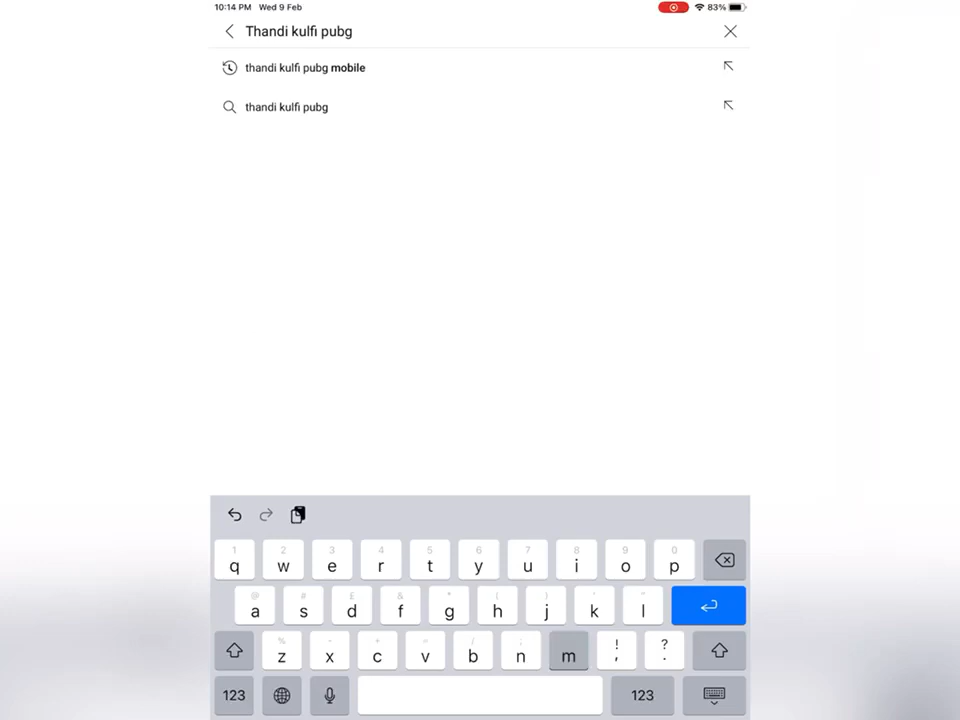 10:14 PM Wed 9 Feb 83%
Thandi kulfi pubg
thandi kulfi pubg mobile
thandi kulfi pubg
1 2 3 4 5 6 7 8 9 0
q w e r t y u i o p
@ # £ & * ( ) ' "
a s d f g h j k l
% - + = / ; :
z x c v b n m ! , ? .
123 123